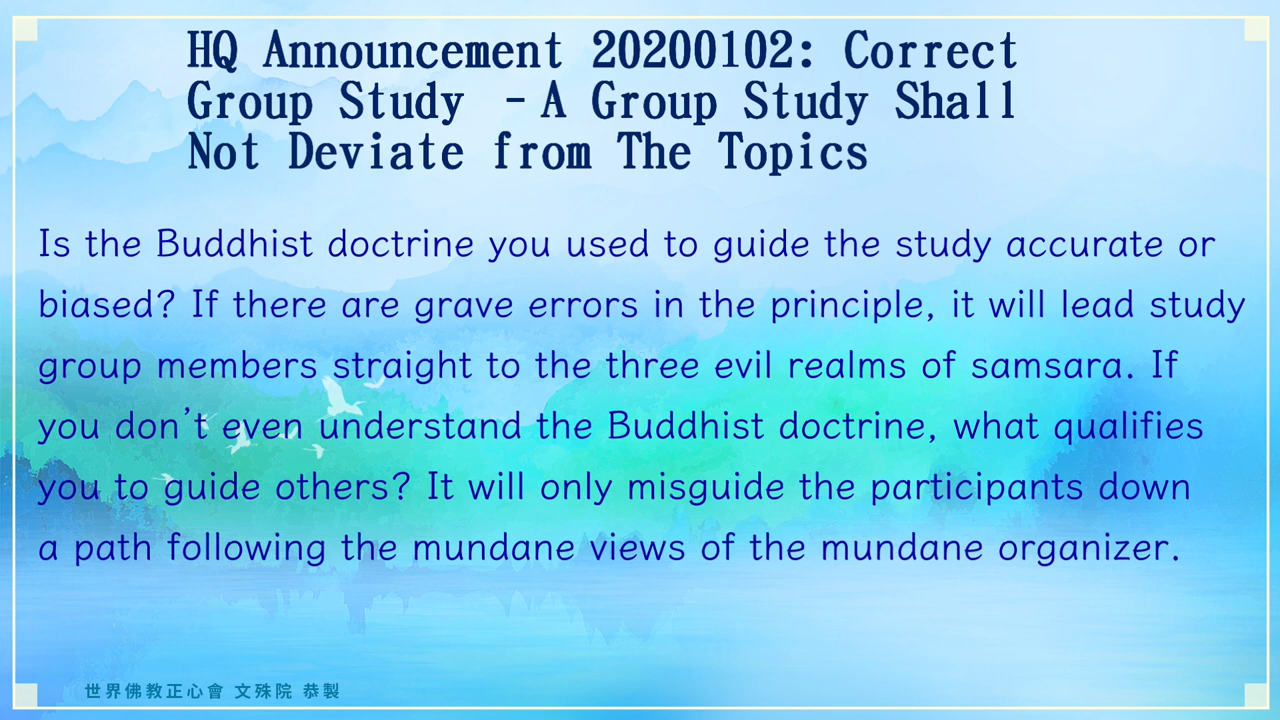 HQ Announcement 20200102: Correct
Group Study －A Group Study Shall
Not Deviate from The Topics
Is the Buddhist doctrine you used to guide the study accurate or
biased? If there are grave errors in the principle, it will lead study
group members straight to the three evil realms of samsara. If
you don’t even understand the Buddhist doctrine, what qualifies
you to guide others? It will only misguide the participants down
a path following the mundane views of the mundane organizer.
世界佛教正心會 文殊院 恭製